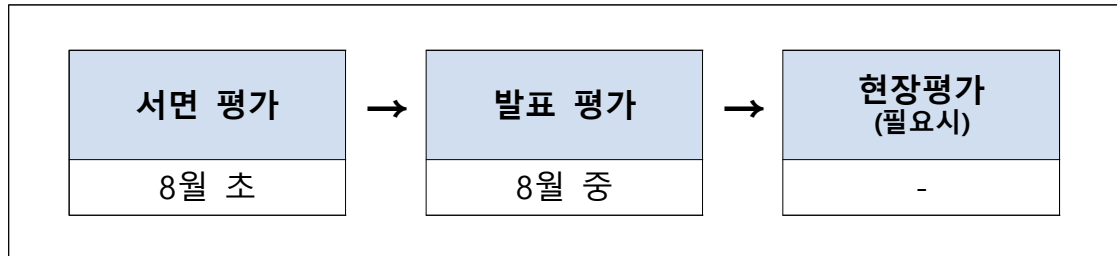 서면 평가
→
발표 평가
→
현장평가
(필요시)
8월 초
8월 중
-